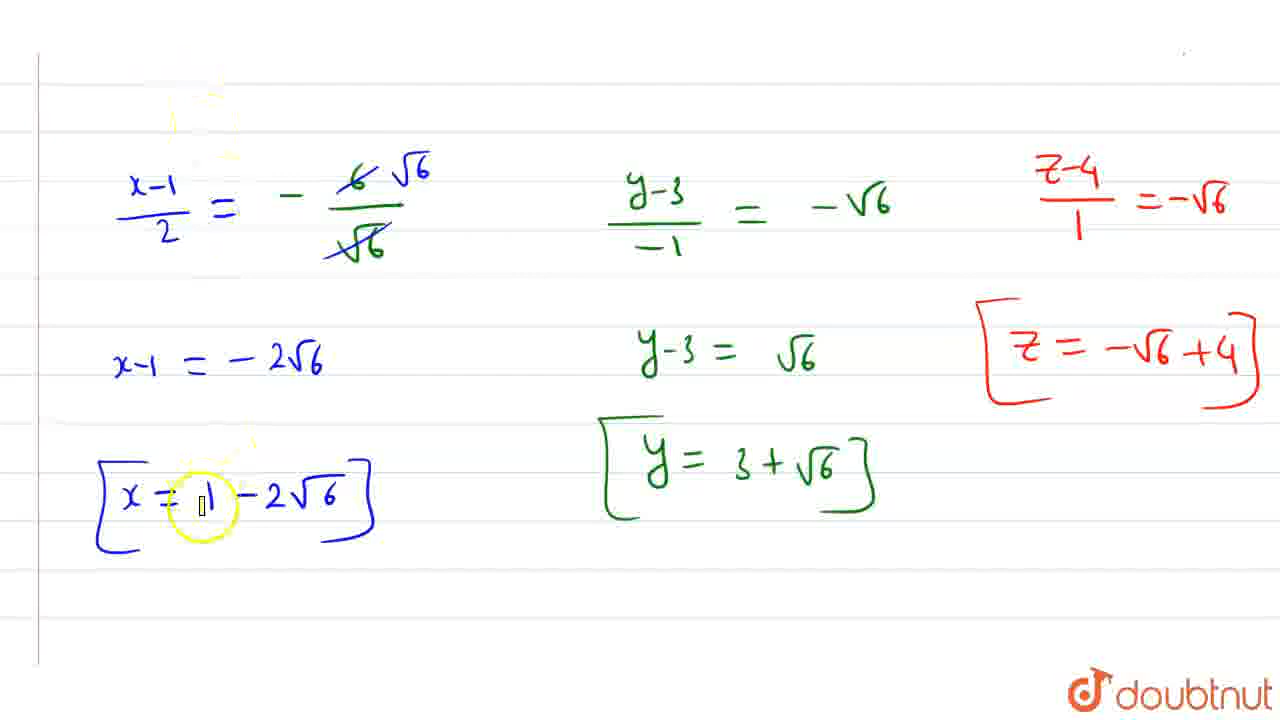 x-1/2 = - 6/√6 √6
x-1 = - 2√6
x = 1 - 2√6
y-3/-1 = - √6
y-3 = √6
y = 3 + √6
z-4/1 = -√6
z = -√6 + 4
doubtnut